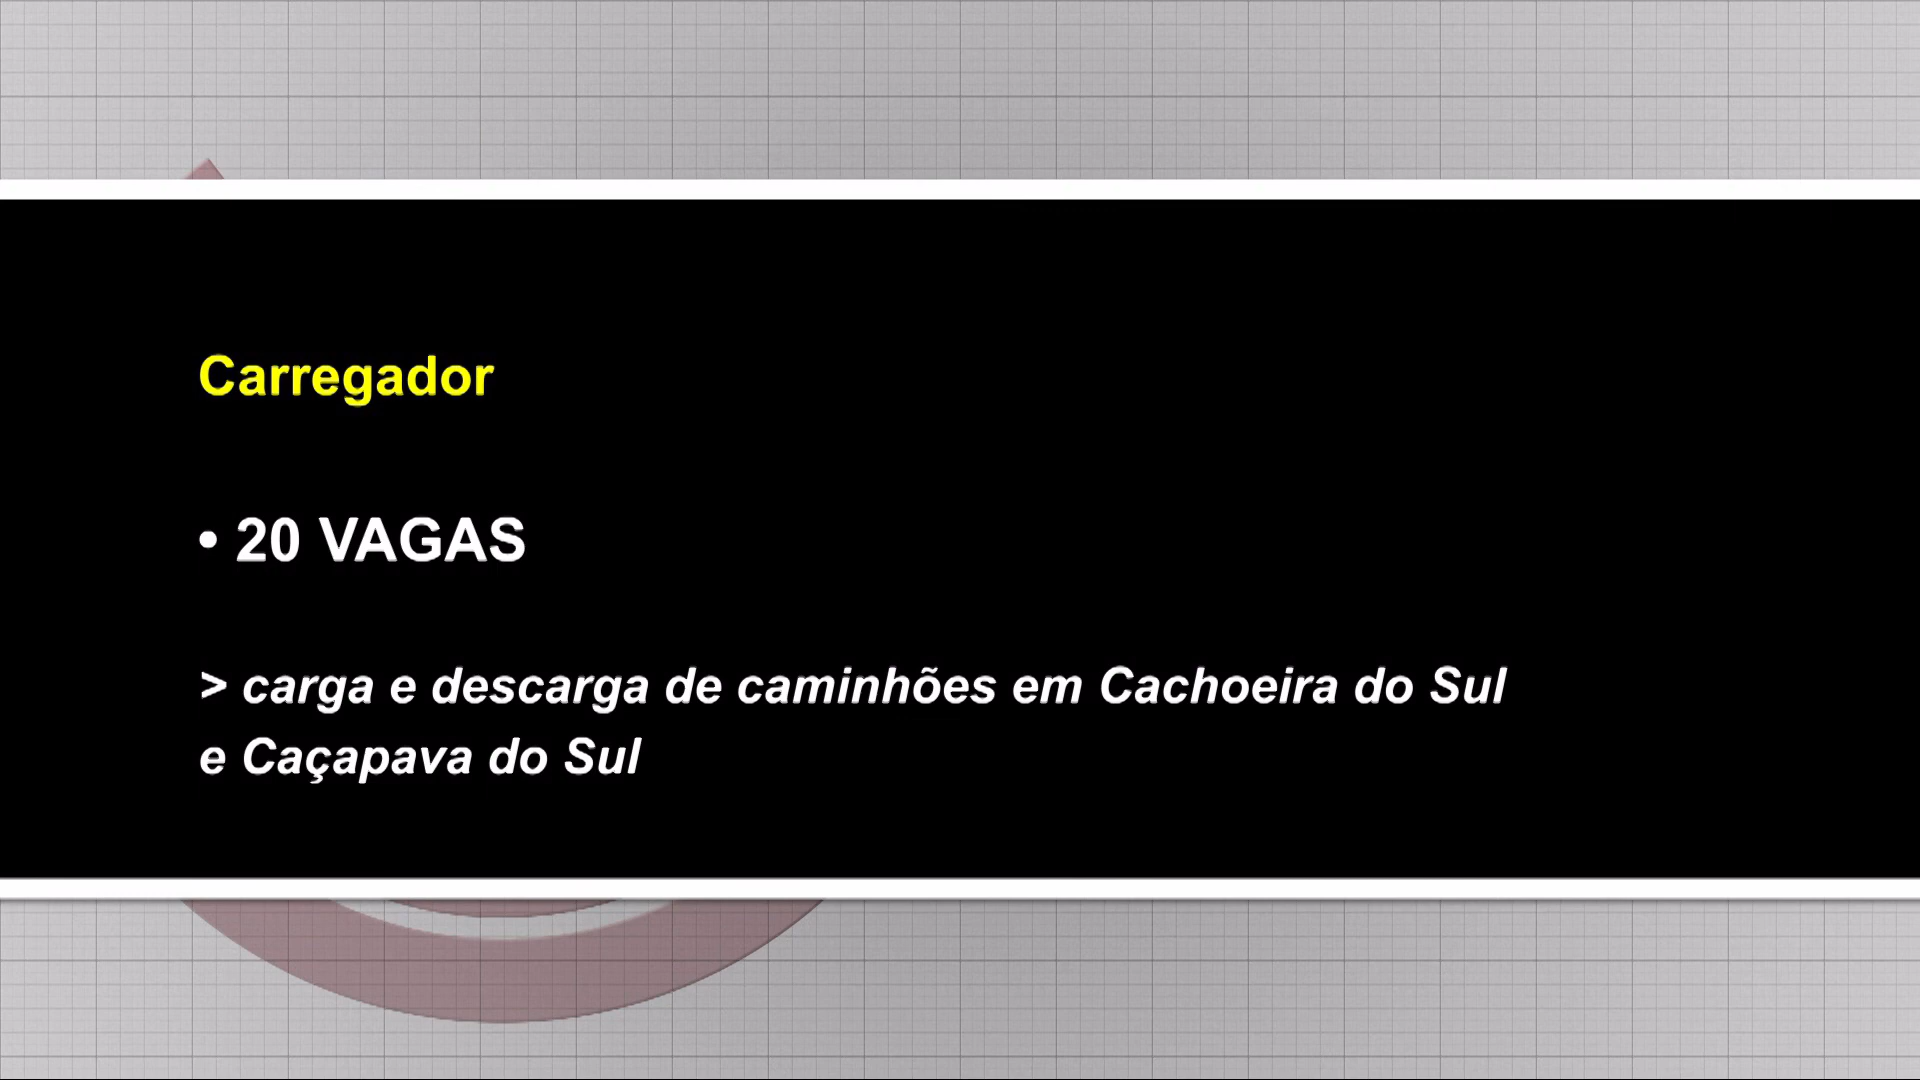 Carregador
• 20 VAGAS
> carga e descarga de caminhões em Cachoeira do Sul
e Caçapava do Sul